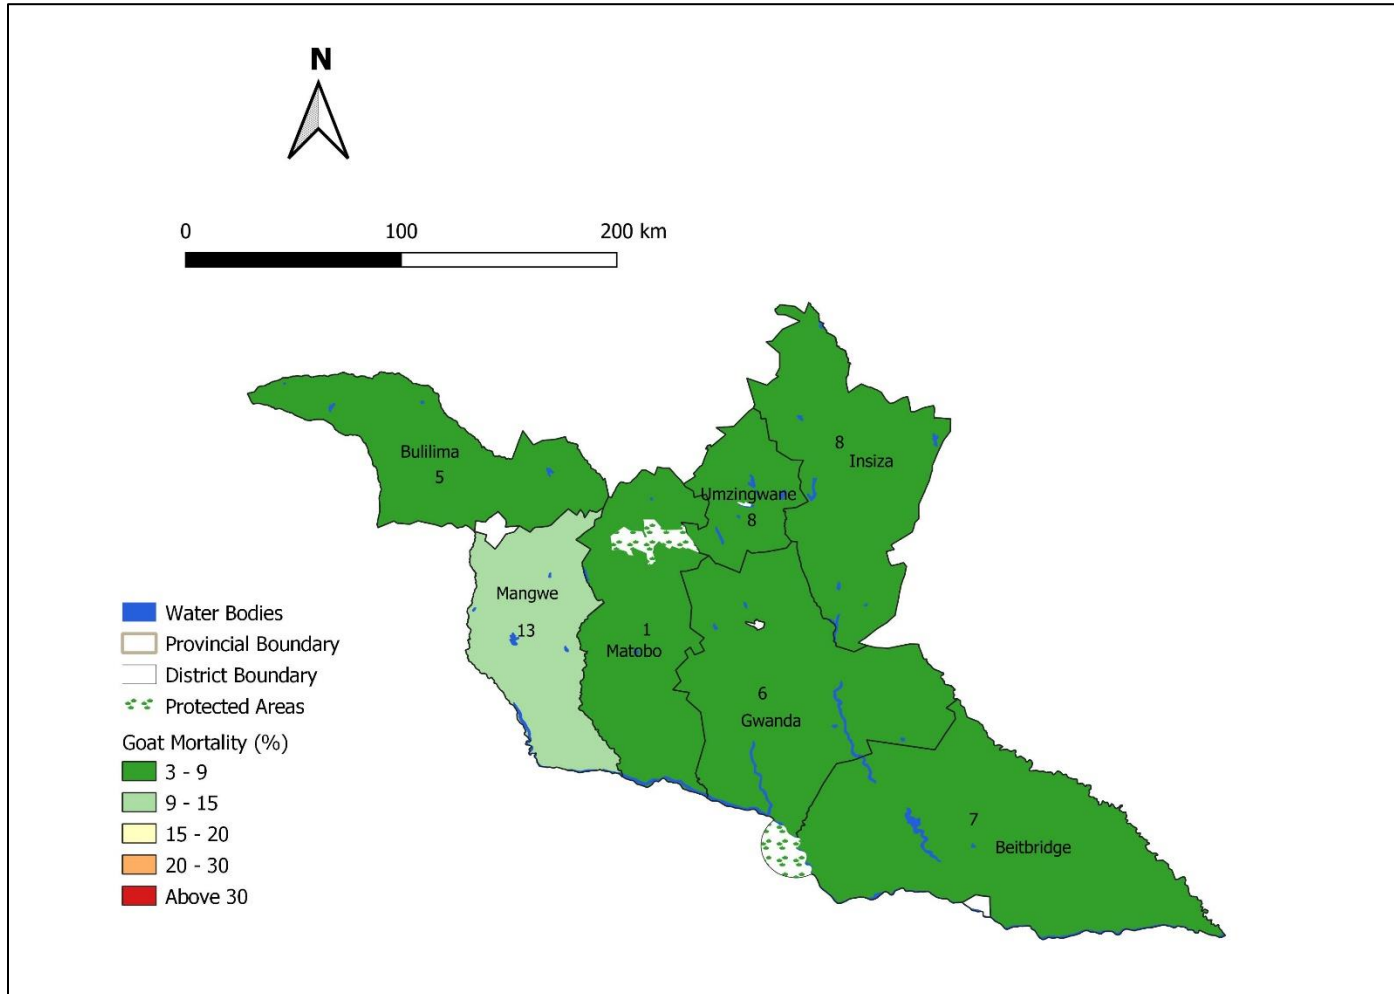 N
0 100 200 km
Bulilima
5
8
Insiza
Umzingwane
8
Mangwe
13
1
Matobo
6
Gwanda
7
Beitbridge
Water Bodies
Provincial Boundary
District Boundary
Protected Areas
Goat Mortality (%)
3 - 9
9 - 15
15 - 20
20 - 30
Above 30